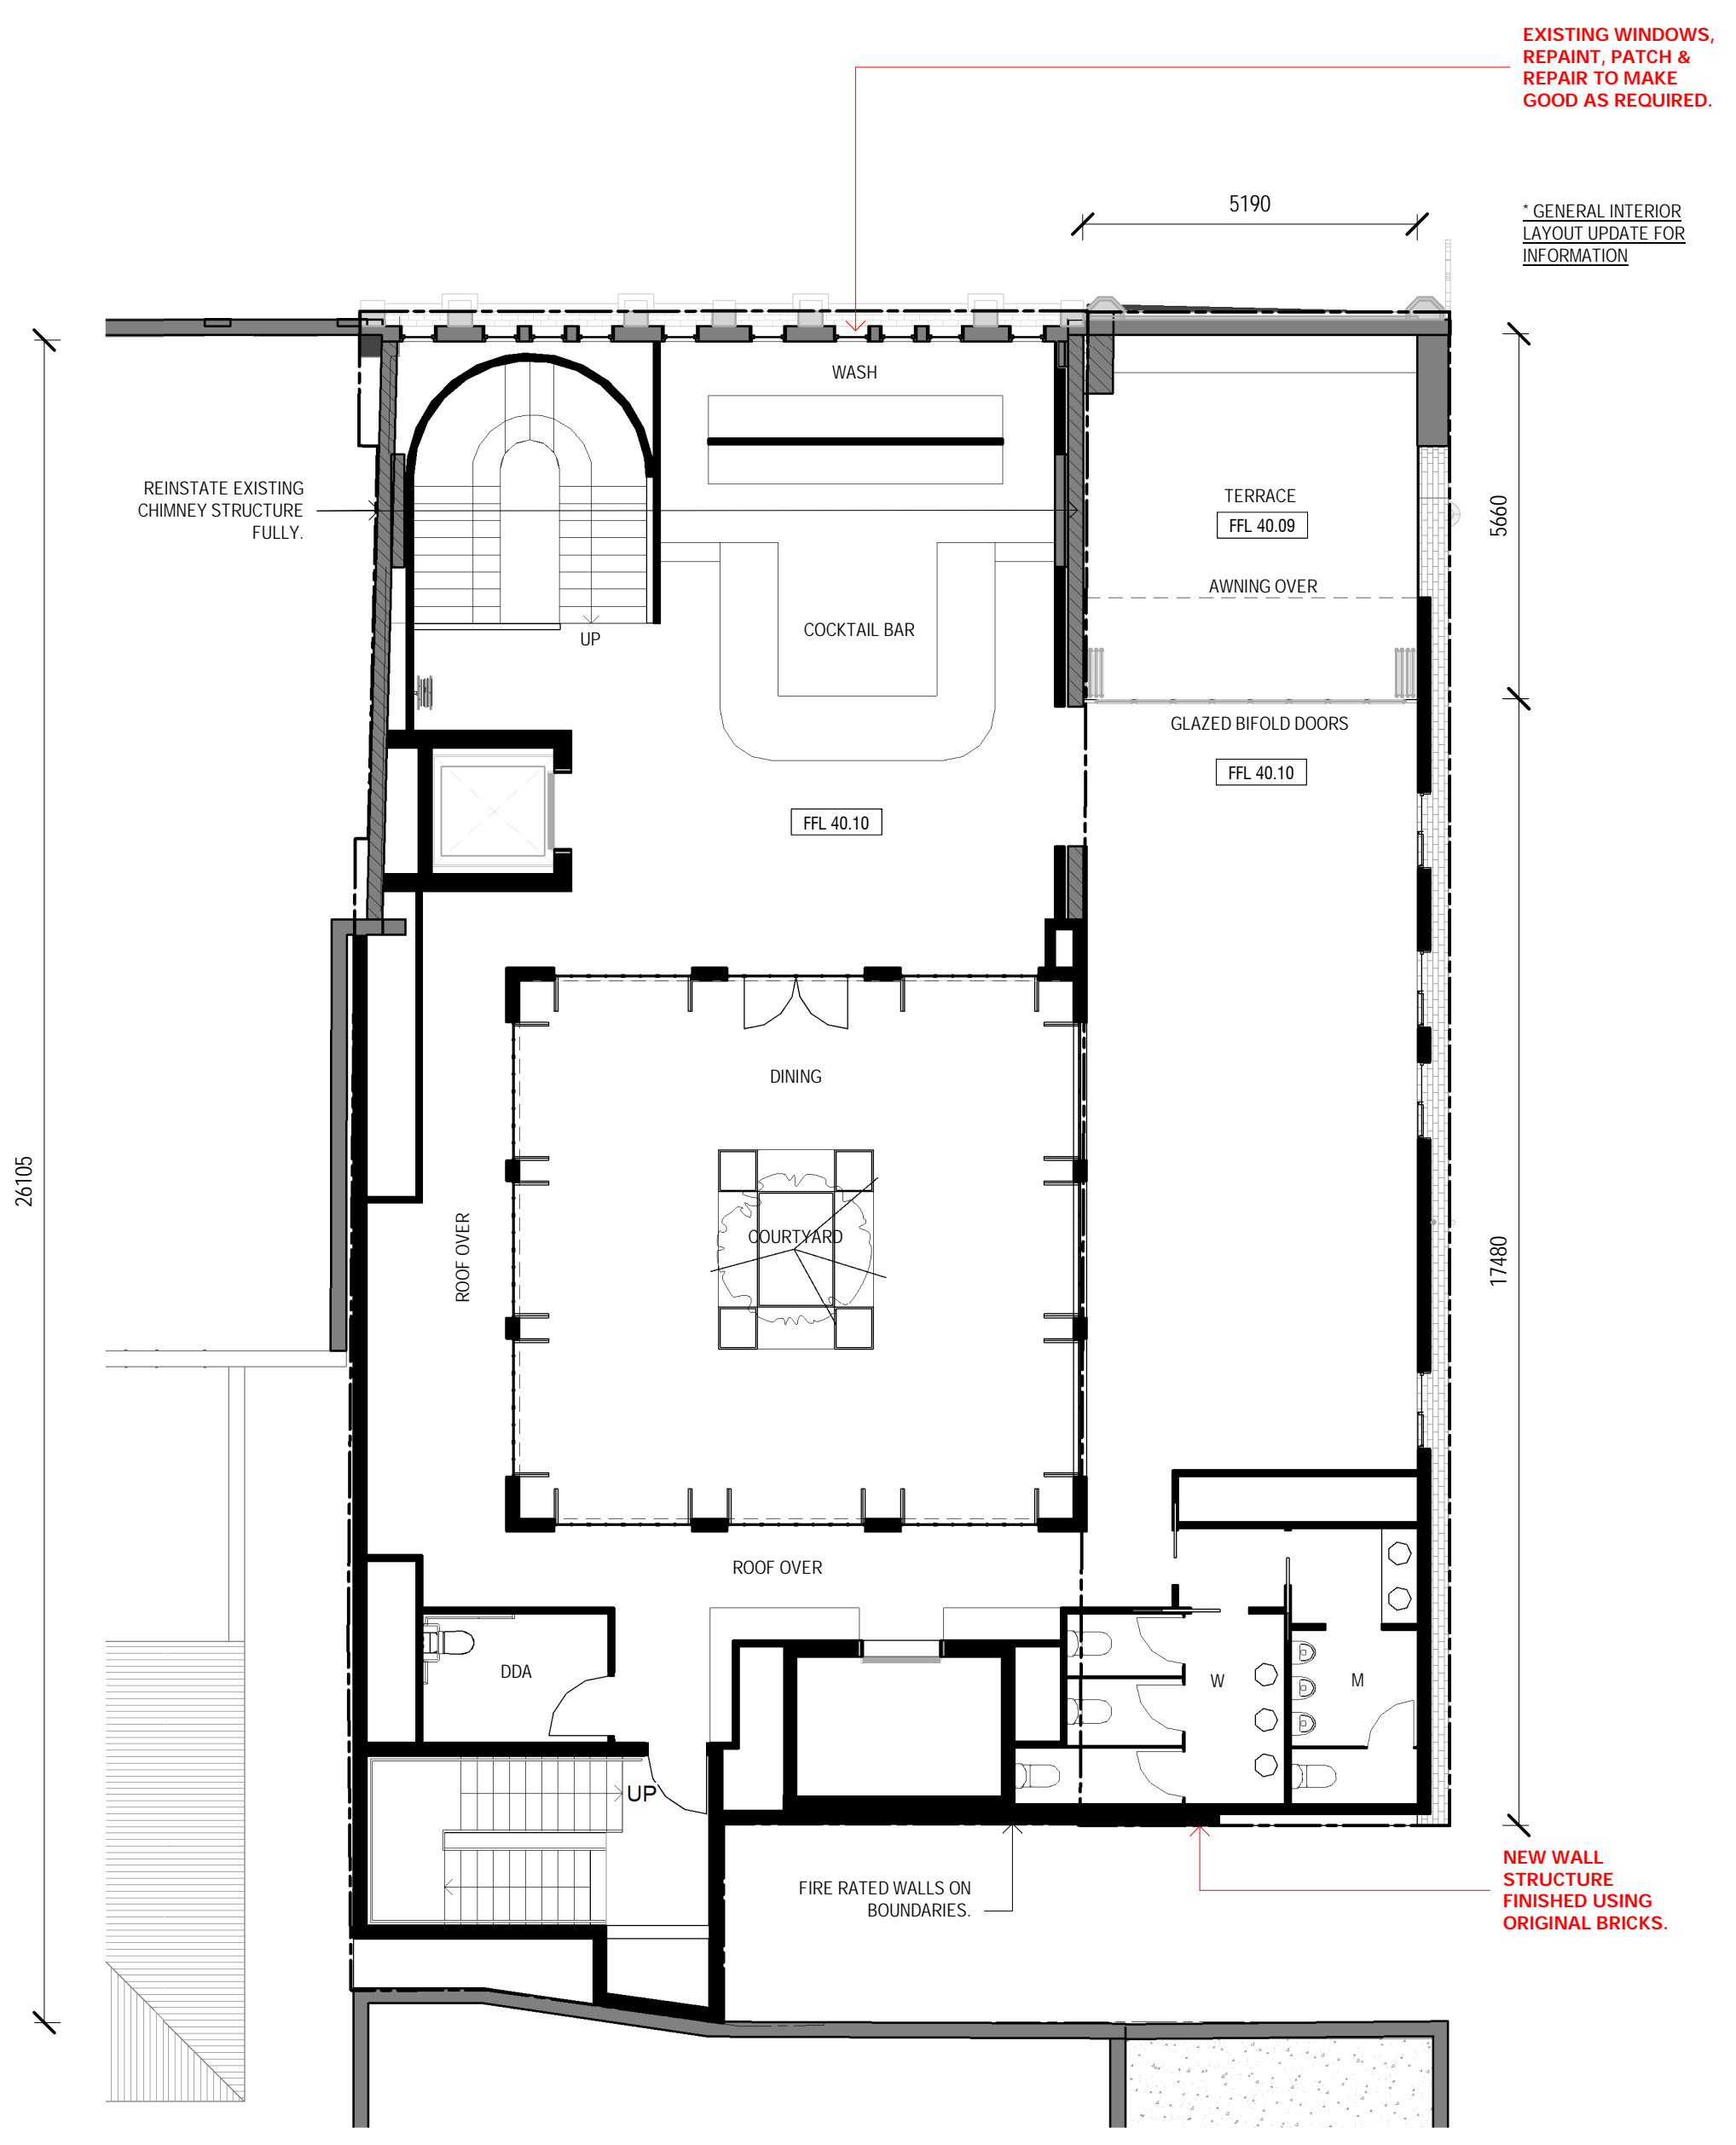 EXISTING WINDOWS,
REPAINT, PATCH &
REPAIR TO MAKE
GOOD AS REQUIRED.
5190
* GENERAL INTERIOR
LAYOUT UPDATE FOR
INFORMATION
WASH
REINSTATE EXISTING
CHIMNEY STRUCTURE
FULLY.
TERRACE
FFL 40.09
5660
AWNING OVER
COCKTAIL BAR
UP
GLAZED BIFOLD DOORS
FFL 40.10
FFL 40.10
DINING
26105
COURTYARD
ROOF OVER
17480
ROOF OVER
DDA
W
M
UP
FIRE RATED WALLS ON
BOUNDARIES.
NEW WALL
STRUCTURE
FINISHED USING
ORIGINAL BRICKS.